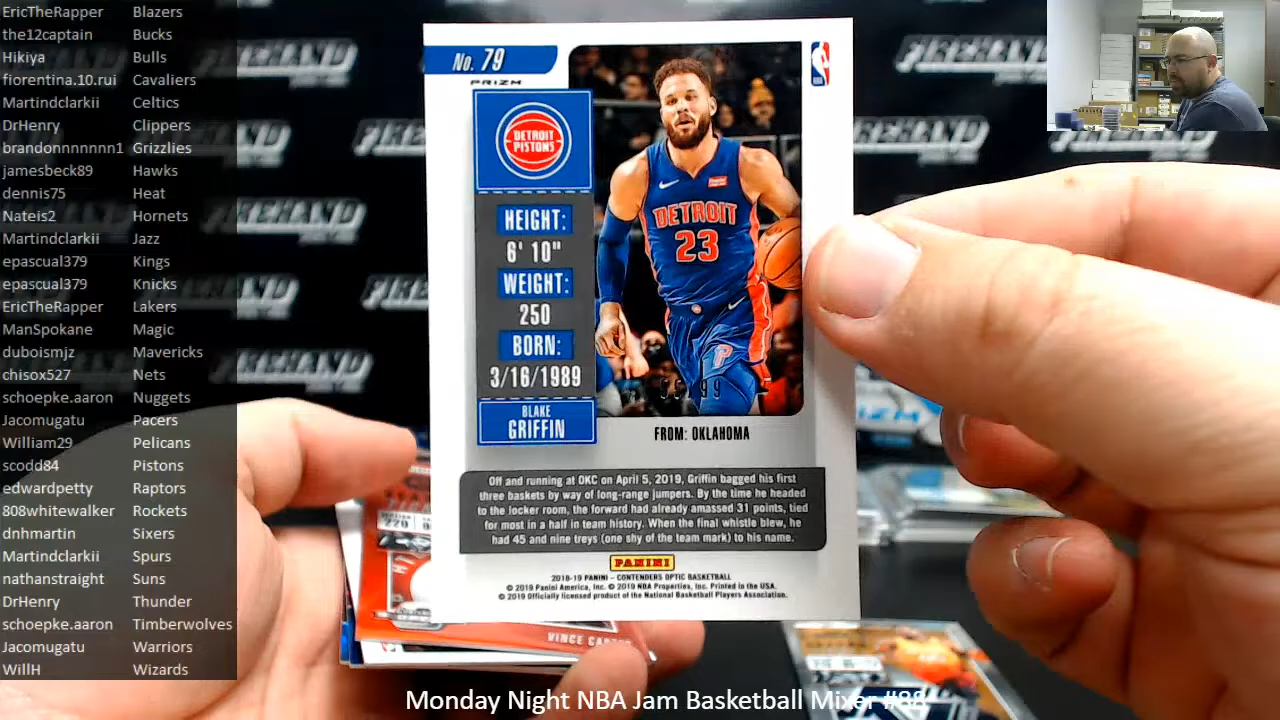 EricTheRapper Blazers
the12captain Bucks
Hikiya Bulls
fiorentina.10.rui Cavaliers
Martindclarkii Celtics
DrHenry Clippers
brandonnnnnnn1 Grizzlies
jamesbeck89 Hawks
dennis75 Heat
Nateis2 Hornets
Martindclarkii Jazz
epascual379 Kings
epascual379 Knicks
EricTheRapper Lakers
ManSpokane Magic
duboismjz Mavericks
chisox527 Nets
schoepke.aaron Nuggets
Jacomugatu Pacers
William29 Pelicans
scodd84 Pistons
edwardpetty Raptors
808whitewalker Rockets
dnhmartin Sixers
Martindclarkii Spurs
nathanstraight Suns
DrHenry Thunder
schoepke.aaron Timberwolves
Jacomugatu Warriors
WillH Wizards
No. 79
PRIZM
DETROIT
PISTONS
HEIGHT:
6' 10"
WEIGHT:
250
BORN:
3/16/1989
BLAKE
GRIFFIN
DETROIT
23
FROM: OKLAHOMA
Off and running at OKC on April 5, 2019, Griffin bagged his first
three baskets by way of long-range jumpers. By the time he headed
to the locker room, the forward had already amassed 31 points, tied
for most in a half in team history. When the final whistle blew, he
had 45 and nine treys (one shy of the team mark) to his name.
PANINI
2018-19 PANINI – CONTENDERS OPTIC BASKETBALL
© 2019 Panini America, Inc. © 2019 NBA Properties, Inc. Printed in the USA.
© 2019 Officially licensed product of the National Basketball Players Association.
FIREHAND
FIREHAND
FIREHAND
FIREHAND
VINCE
220
Monday Night NBA Jam Basketball Mixer #88